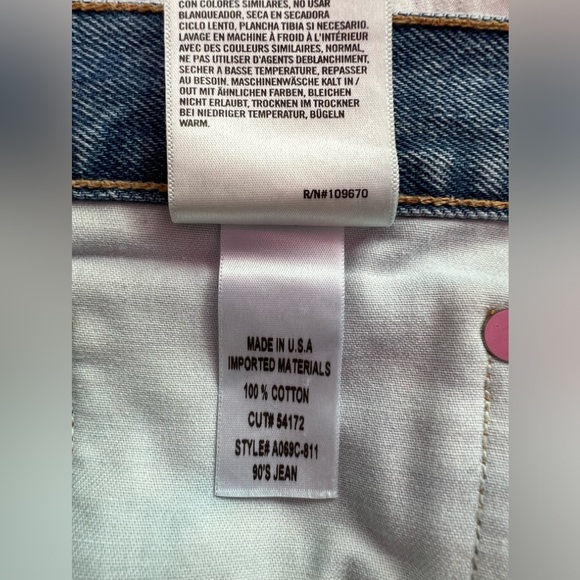 CON COLORES SIMILARES, NO USAR
BLANQUEADOR, SECA EN SECADORA
CICLO LENTO, PLANCHA TIBIA SI NECESARIO.
LAVAGE EN MACHINE À FROID À L'INTÉRIEUR
AVEC DES COULEURS SIMILAIRES, NORMAL,
NE PAS UTILISER D'AGENTS DEBLANCHIMENT,
SECHER A BASSE TEMPERATURE, REPASSER
AU BESOIN. MASCHINENWÄSCHE KALT IN /
OUT MIT ÄHNLICHEN FARBEN, BLEICHEN
NICHT ERLAUBT, TROCKNEN IM TROCKNER
BEI NIEDRIGER TEMPERATUR, BÜGELN
WARM.
R/N#109670
MADE IN U.S.A
IMPORTED MATERIALS
100 % COTTON
CUT# 54172
STYLE# A069C-811
90'S JEAN